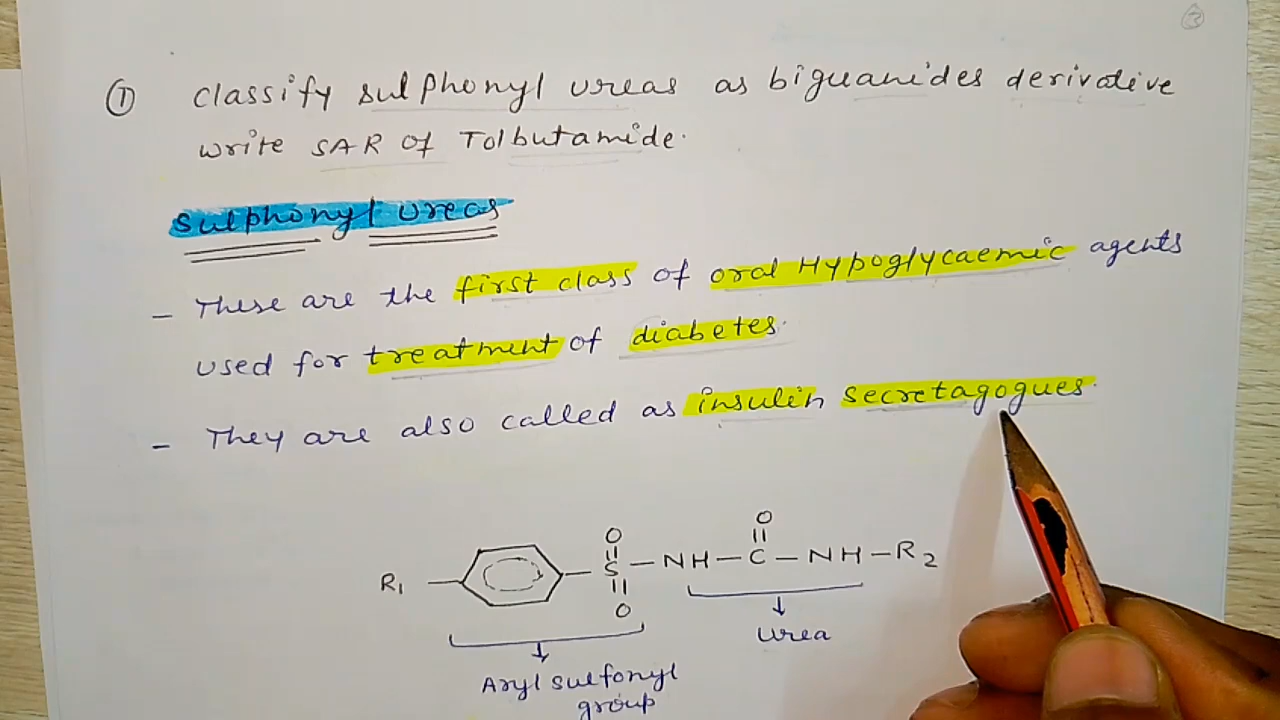 ③
① classify sulphonyl ureas as biguanides derivative
write SAR of Tolbutamide.
Sulphonyl Ureas
- These are the first class of oral Hypoglycaemic agents
used for treatment of diabetes.
- They are also called as insulin secretagogues.
O O
R1 S - NH - C - NH - R2
O
Urea
Aryl sulfonyl
group